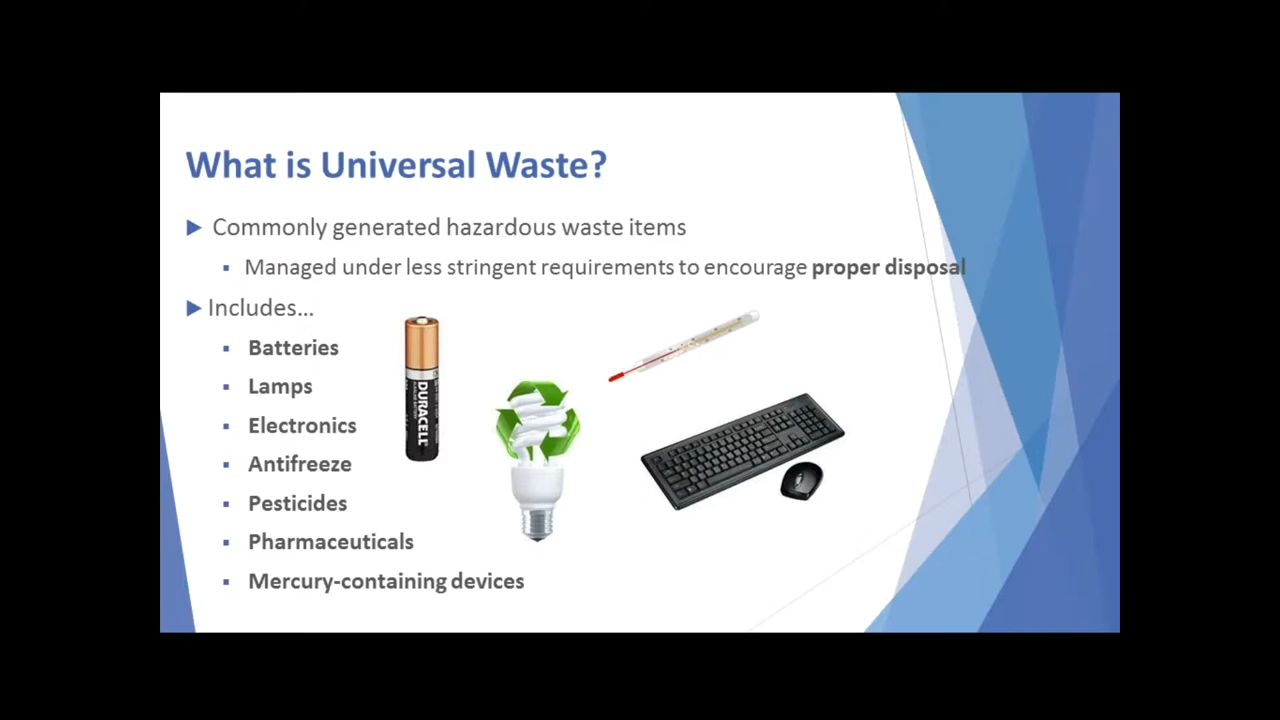 What is Universal Waste?
Commonly generated hazardous waste items
Managed under less stringent requirements to encourage proper disposal
Includes...
Batteries
Lamps
Electronics
Antifreeze
Pesticides
Pharmaceuticals
Mercury-containing devices
DURACELL